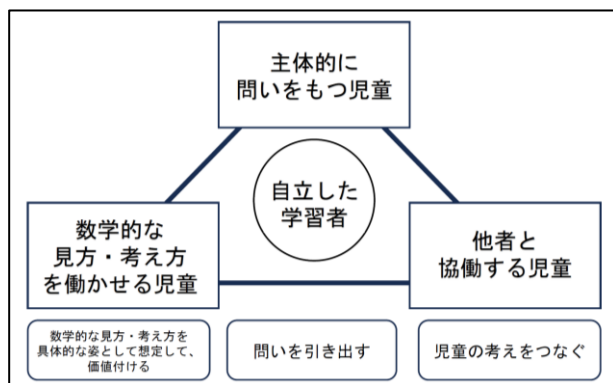 主体的に
問いをもつ児童
自立した
学習者
数学的な
見方・考え方
を働かせる児童
他者と
協働する児童
数学的な見方・考え方を
具体的な姿として想定して、
価値付ける
問いを引き出す
児童の考えをつなぐ